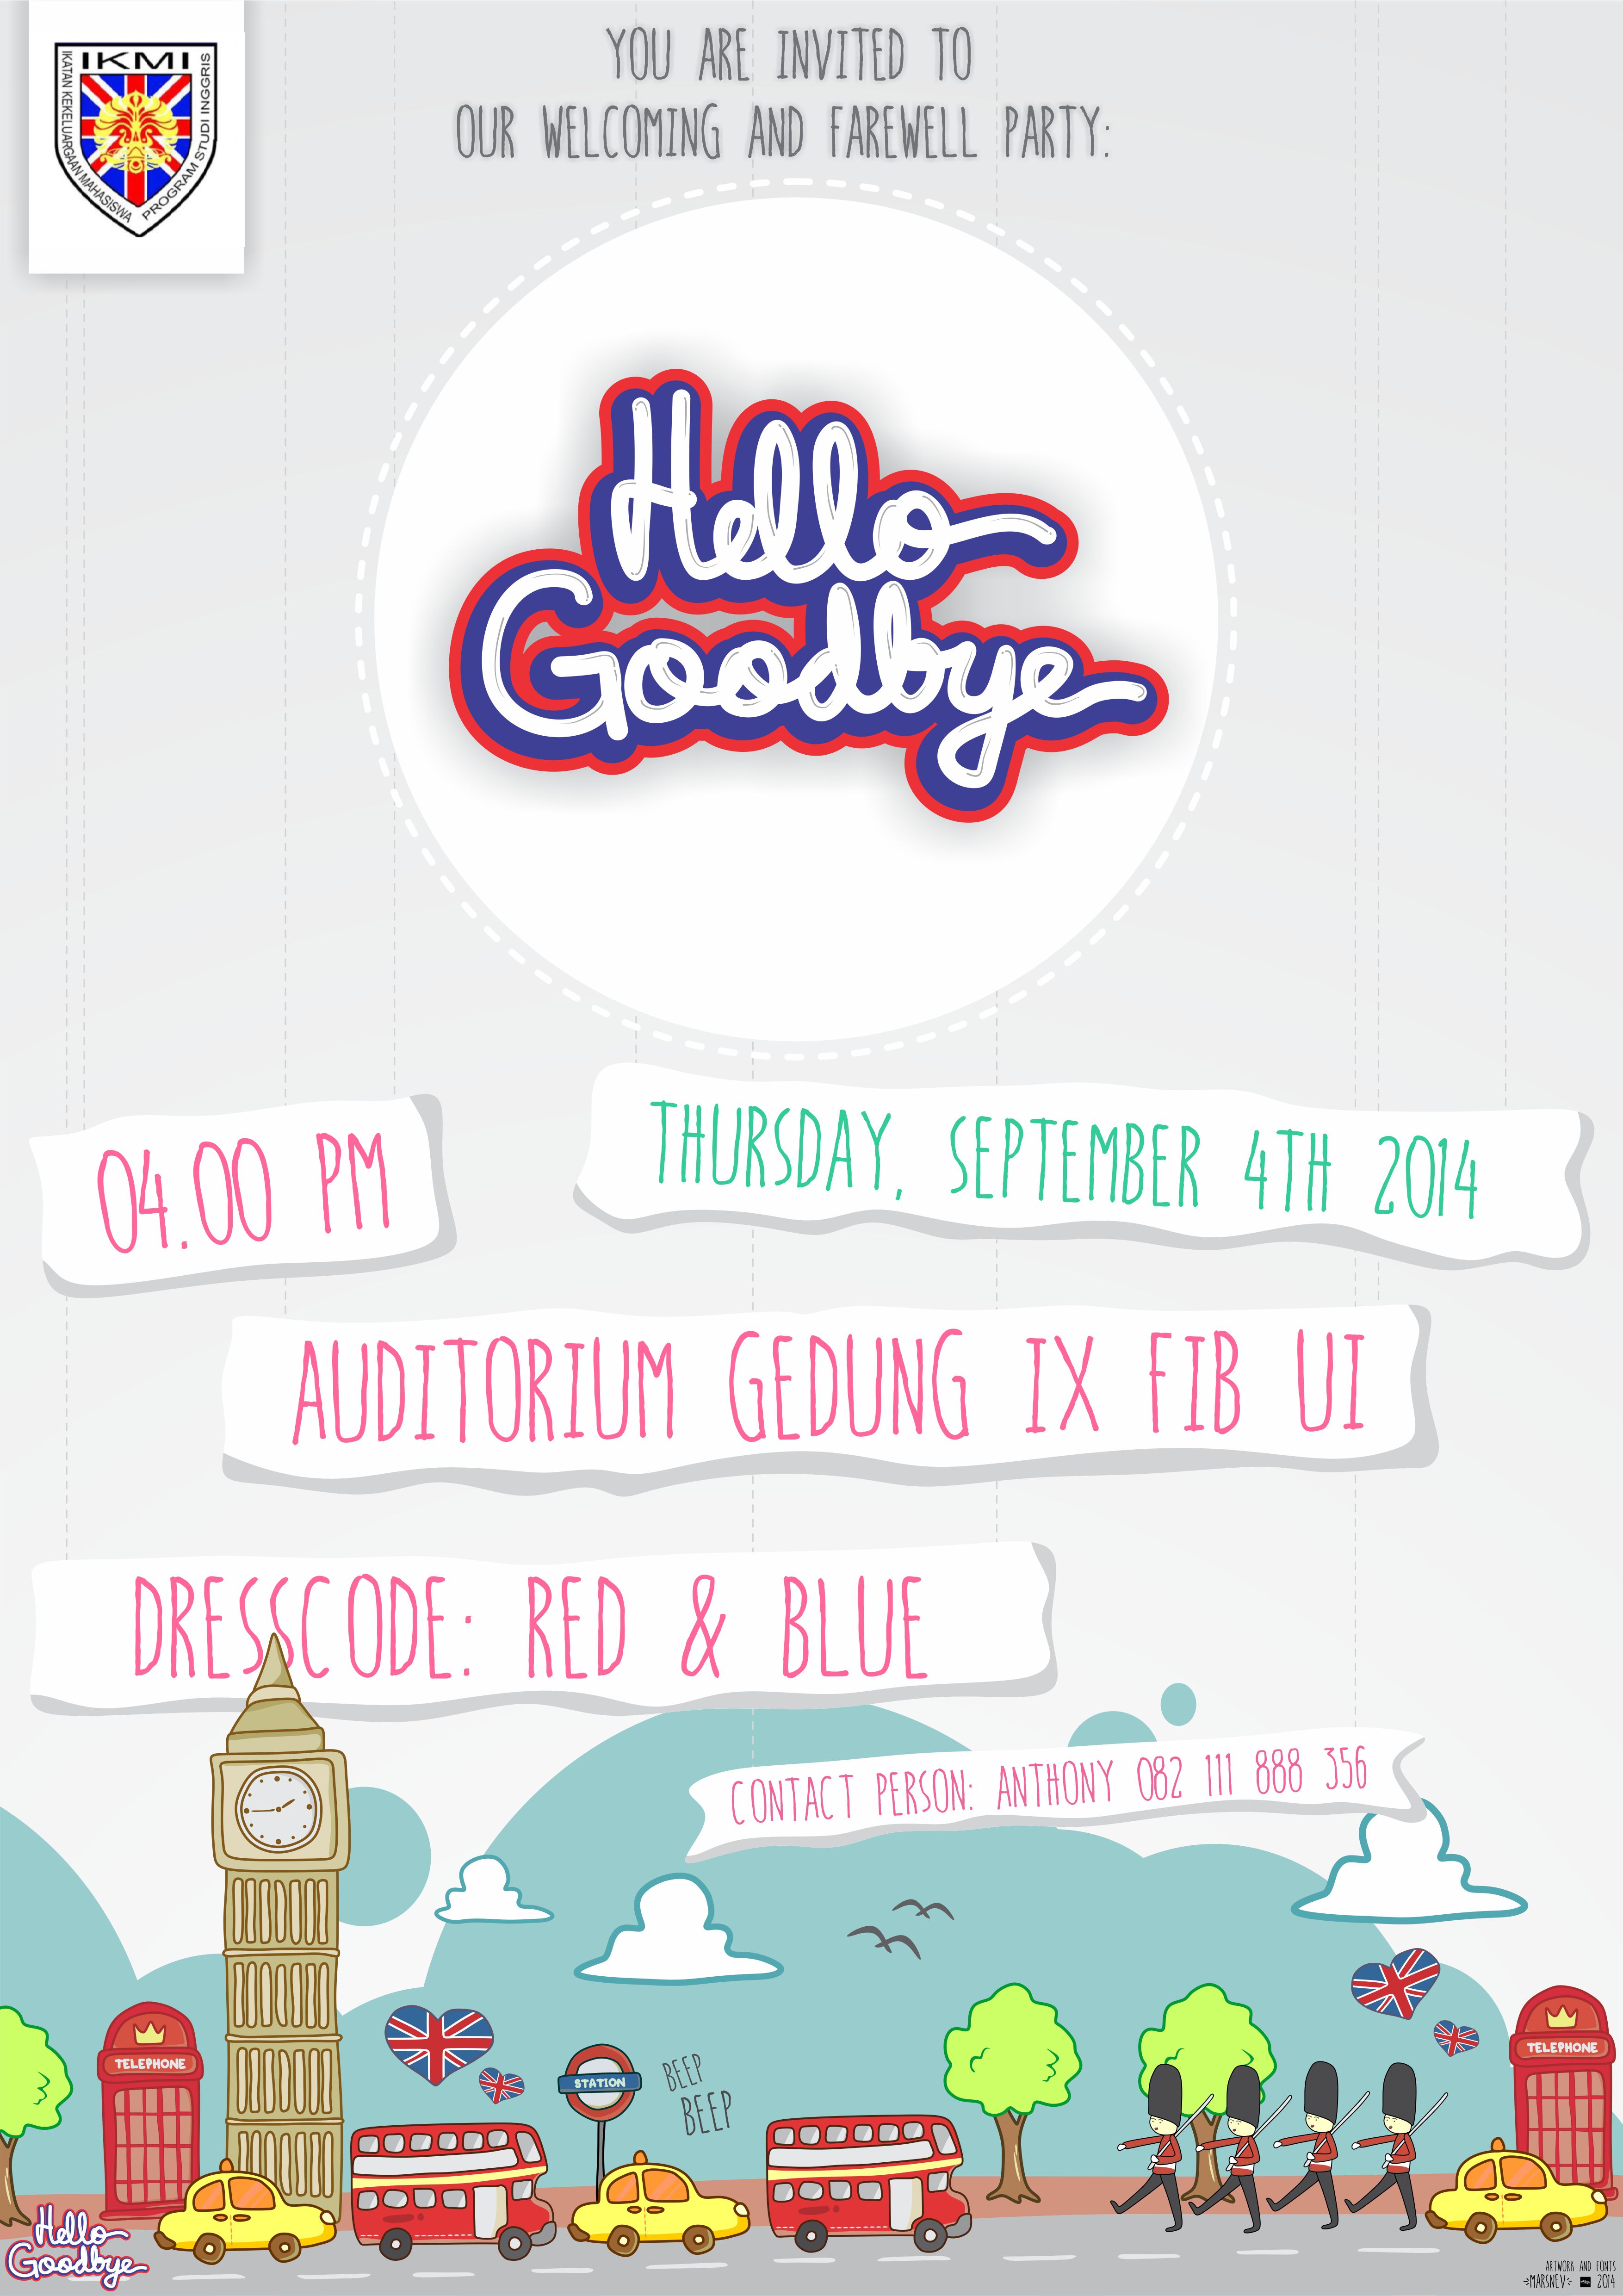 IKMI
IKATAN KEKELUARGAAN MAHASISWA PROGRAM STUDI INGGRIS
YOU ARE INVITED TO
OUR WELCOMING AND FAREWELL PARTY:
Hello
Goodbye
04.00 PM
THURSDAY, SEPTEMBER 4TH 2014
AUDITORIUM GEDUNG IX FIB UI
DRESSCODE: RED & BLUE
CONTACT PERSON: ANTHONY 082 111 888 356
TELEPHONE
STATION
BEEP
BEEP
TELEPHONE
Hello
Goodbye
ARTWORK AND FONTS
MARSNEV 2014